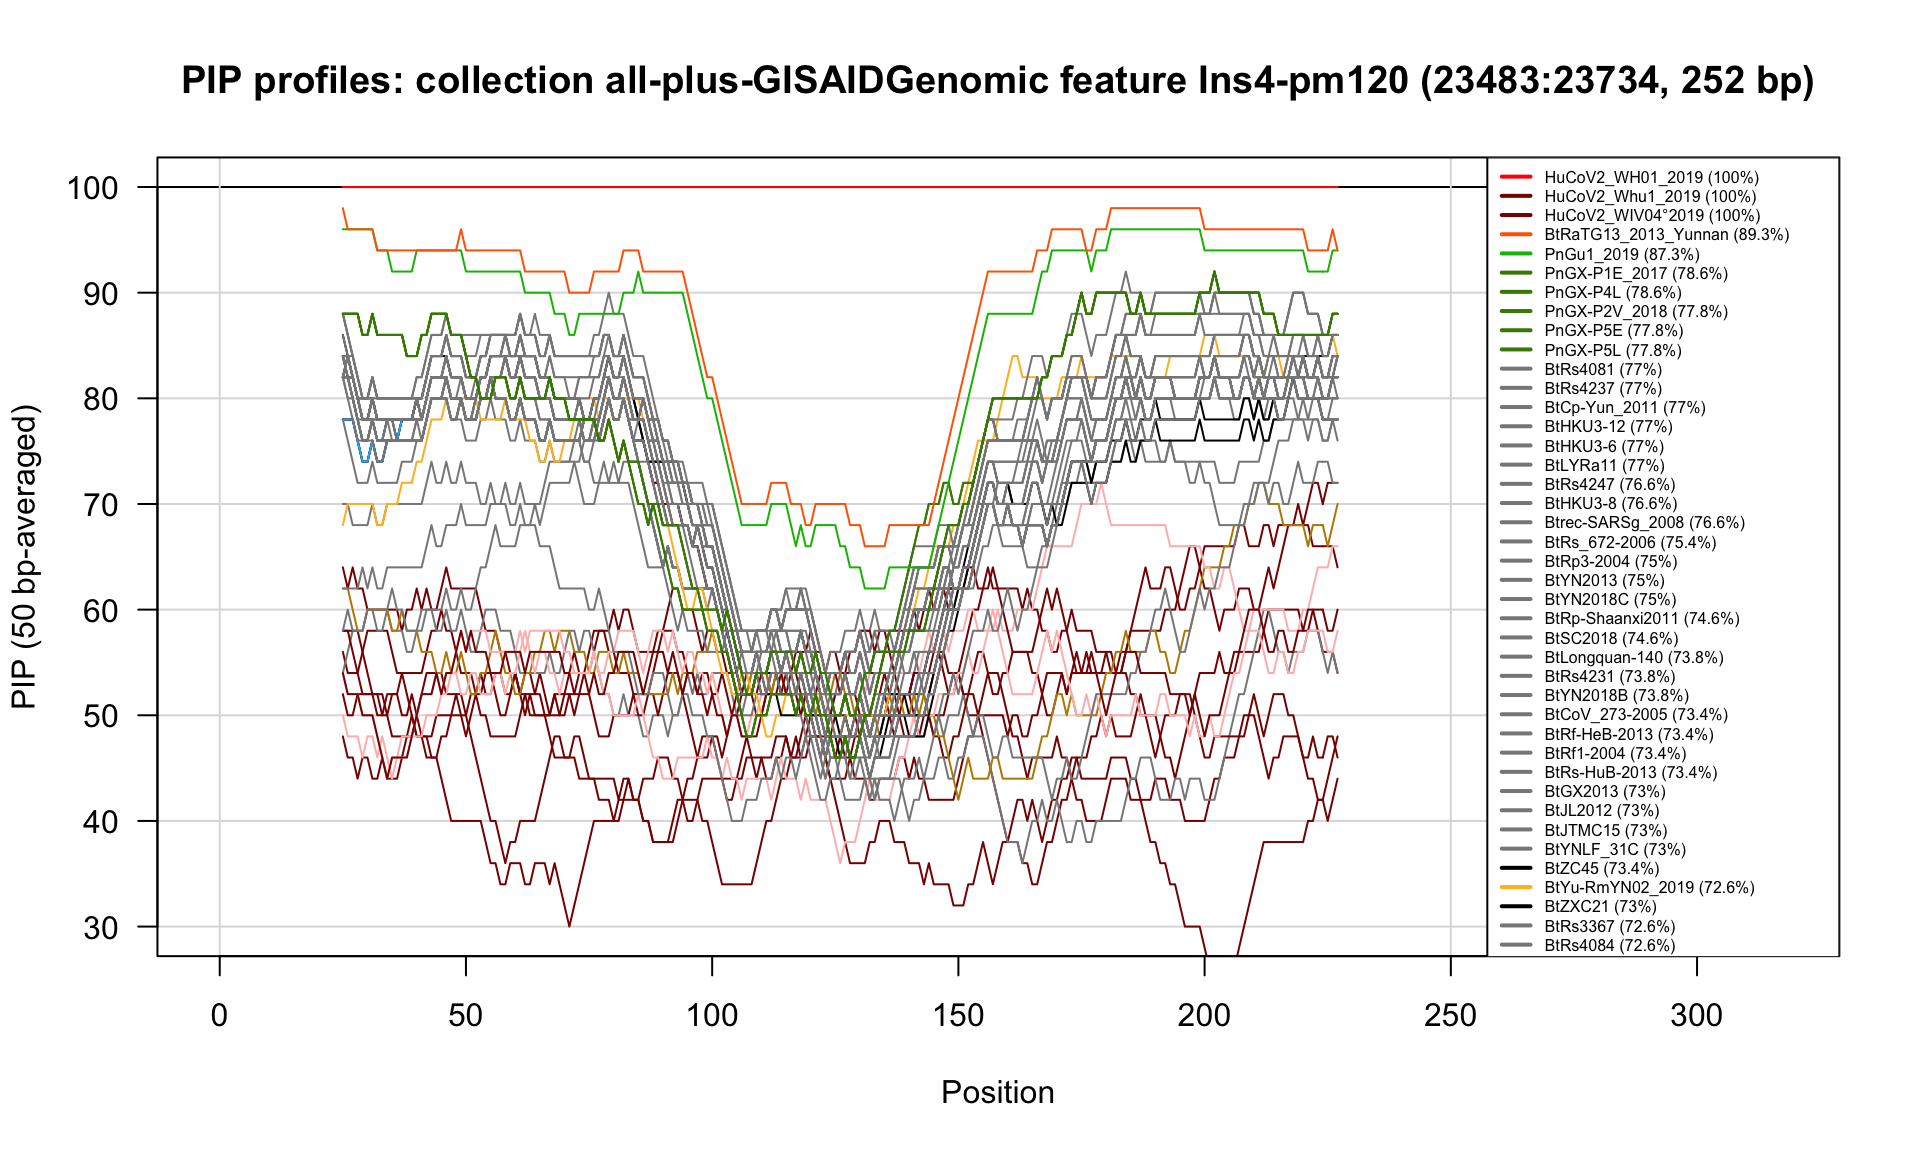 PIP profiles: collection all-plus-GISAIDGenomic feature Ins4-pm120 (23483:23734, 252 bp)
PIP (50 bp-averaged)
100
90
80
70
60
50
40
30
0 50 100 150 200 250 300
Position
HuCoV2_WH01_2019 (100%)
HuCoV2_Whu1_2019 (100%)
HuCoV2_WIV04°2019 (100%)
BtRaTG13_2013_Yunnan (89.3%)
PnGu1_2019 (87.3%)
PnGX-P1E_2017 (78.6%)
PnGX-P4L (78.6%)
PnGX-P2V_2018 (77.8%)
PnGX-P5E (77.8%)
PnGX-P5L (77.8%)
BtRs4081 (77%)
BtRs4237 (77%)
BtCp-Yun_2011 (77%)
BtHKU3-12 (77%)
BtHKU3-6 (77%)
BtLYRa11 (77%)
BtRs4247 (76.6%)
BtHKU3-8 (76.6%)
Btrec-SARSg_2008 (76.6%)
BtRs_672-2006 (75.4%)
BtRp3-2004 (75%)
BtYN2013 (75%)
BtYN2018C (75%)
BtRp-Shaanxi2011 (74.6%)
BtSC2018 (74.6%)
BtLongquan-140 (73.8%)
BtRs4231 (73.8%)
BtYN2018B (73.8%)
BtCoV_273-2005 (73.4%)
BtRf-HeB-2013 (73.4%)
BtRf1-2004 (73.4%)
BtRs-HuB-2013 (73.4%)
BtGX2013 (73%)
BtJL2012 (73%)
BtJTMC15 (73%)
BtYNLF_31C (73%)
BtZC45 (73.4%)
BtYu-RmYN02_2019 (72.6%)
BtZXC21 (73%)
BtRs3367 (72.6%)
BtRs4084 (72.6%)